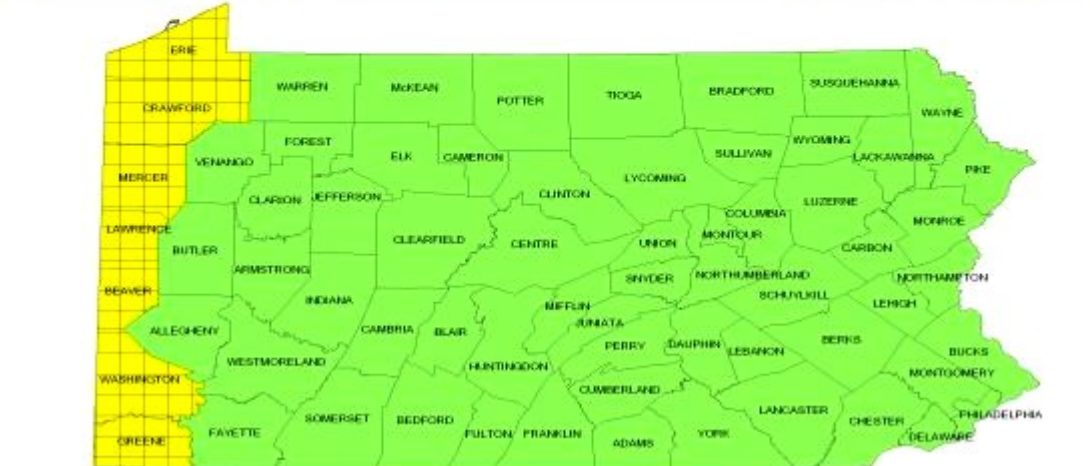 ERIE
WARREN
McKEAN
POTTER
TIOGA
BRADFORD
SUSQUEHANNA
CRAWFORD
WAYNE
FOREST
VENANGO
ELK
CAMERON
SULLIVAN
WYOMING
LACKAWANNA
MERCER
CLARION
JEFFERSON
CLINTON
LYCOMING
LUZERNE
PIKE
LAWRENCE
BUTLER
CLEARFIELD
CENTRE
UNION
COLUMBIA
MONTOUR
CARBON
MONROE
ARMSTRONG
SNYDER
NORTHUMBERLAND
NORTHAMPTON
BEAVER
INDIANA
MIFFLIN
SCHUYLKILL
LEHIGH
ALLEGHENY
CAMBRIA
BLAIR
JUNIATA
PERRY
DAUPHIN
LEBANON
BERKS
BUCKS
WESTMORELAND
HUNTINGDON
MONTGOMERY
WASHINGTON
CUMBERLAND
SOMERSET
BEDFORD
LANCASTER
CHESTER
PHILADELPHIA
GREENE
FAYETTE
FULTON
FRANKLIN
ADAMS
YORK
DELAWARE